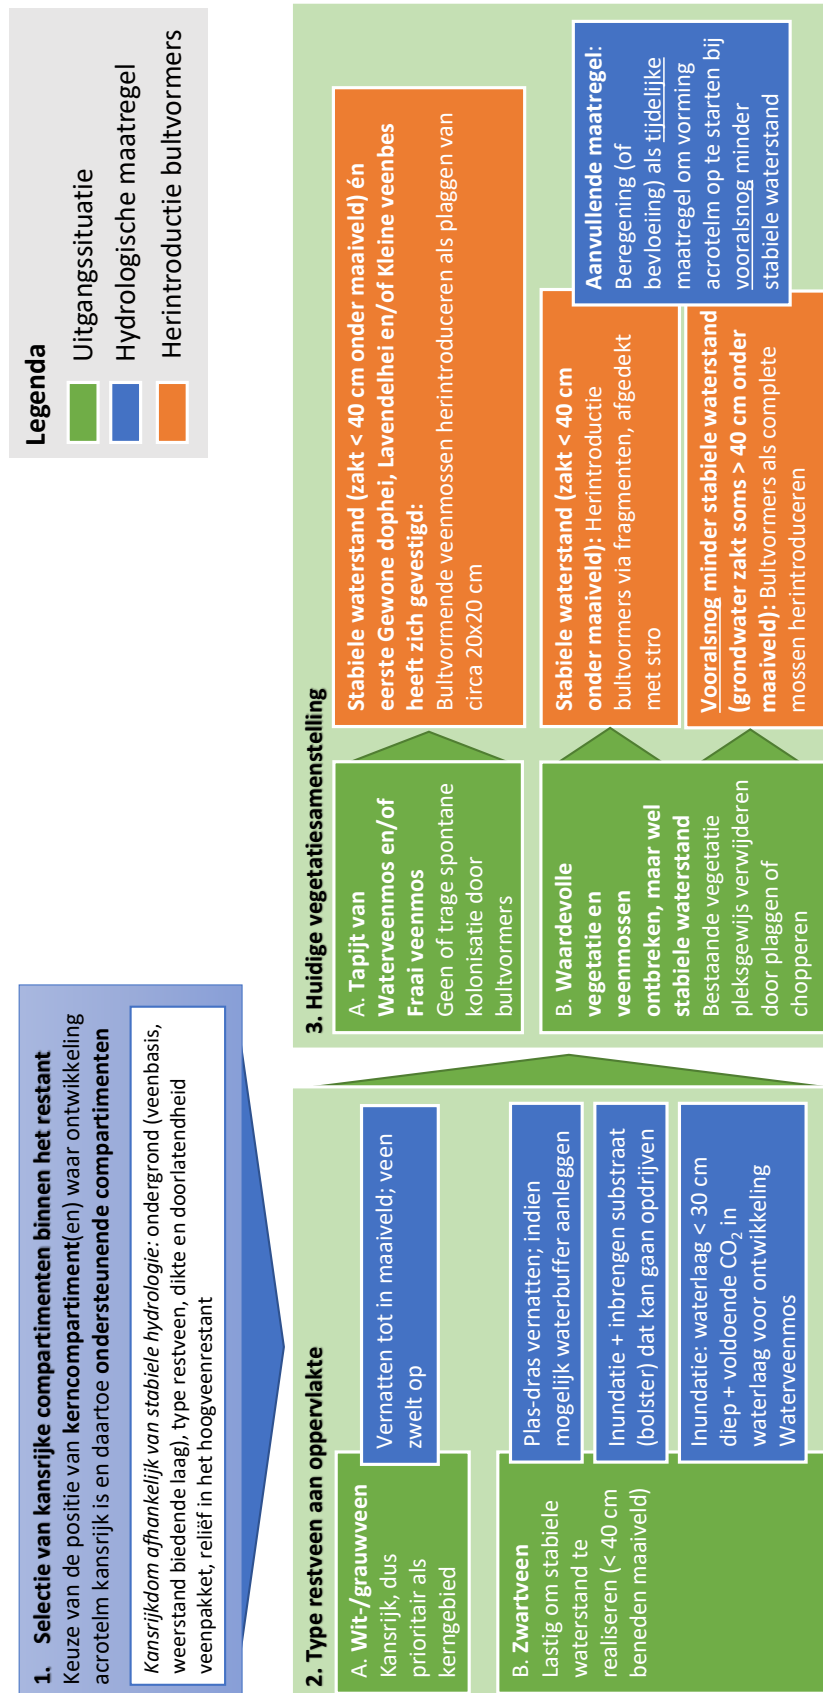 1. Selectie van kansrijke compartimenten binnen het restant
Keuze van de positie van kerncompartiment(en) waar ontwikkeling
acrotelm kansrijk is en daartoe ondersteunende compartimenten
Kansrijkdom afhankelijk van stabiele hydrologie: ondergrond (veenbasis,
weerstand biedende laag), type restveen, dikte en doorlatendheid
veenpakket, reliëf in het hoogveenrestant
Legenda
Uitgangssituatie
Hydrologische maatregel
Herintroductie bultvormers
2. Type restveen aan oppervlakte
A. Wit-/grauwveen
Kansrijk, dus
prioritair als
kerngebied
Vernatten tot in maaiveld; veen
zwelt op
B. Zwartveen
Lastig om stabiele
waterstand te
realiseren (< 40 cm
beneden maaiveld)
Plas-dras vernatten; indien
mogelijk waterbuffer aanleggen
Inundatie + inbrengen substraat
(bolster) dat kan gaan opdrijven
Inundatie: waterlaag < 30 cm
diep + voldoende CO2 in
waterlaag voor ontwikkeling
Waterveenmos
3. Huidige vegetatiesamenstelling
A. Tapijt van
Waterveenmos en/of
Fraai veenmos
Geen of trage spontane
kolonisatie door
bultvormers
Stabiele waterstand (zakt < 40 cm onder maaiveld) én
eerste Gewone dophei, Lavendelhei en/of Kleine veenbes
heeft zich gevestigd:
Bultvormende veenmossen herintroduceren als plaggen van
circa 20x20 cm
B. Waardevolle
vegetatie en
veenmossen
ontbreken, maar wel
stabiele waterstand
Bestaande vegetatie
pleksgewijs verwijderen
door plaggen of
chopperen
Stabiele waterstand (zakt < 40 cm
onder maaiveld): Herintroductie
bultvormers via fragmenten, afgedekt
met stro
Vooralsnog minder stabiele waterstand
(grondwater zakt soms > 40 cm onder
maaiveld): Bultvormers als complete
mossen herintroduceren
Aanvullende maatregel:
Beregening (of
bevloeiing) als tijdelijke
maatregel om vorming
acrotelm op te starten bij
vooralsnog minder
stabiele waterstand